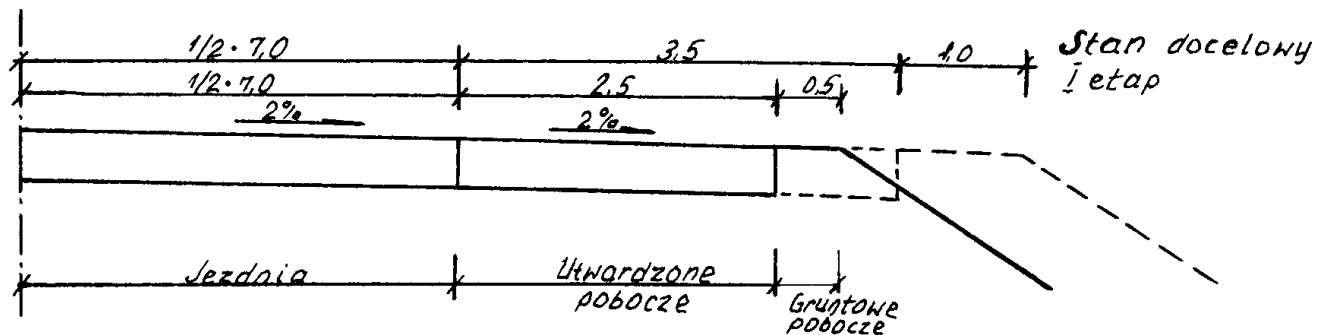 1/2·7,0 3,5 1,0 Stan docelowy
1/2·7,0 2,5 0,5 I etap
2% 2%
Jezdnia Utwardzone pobocze Gruntowe pobocze